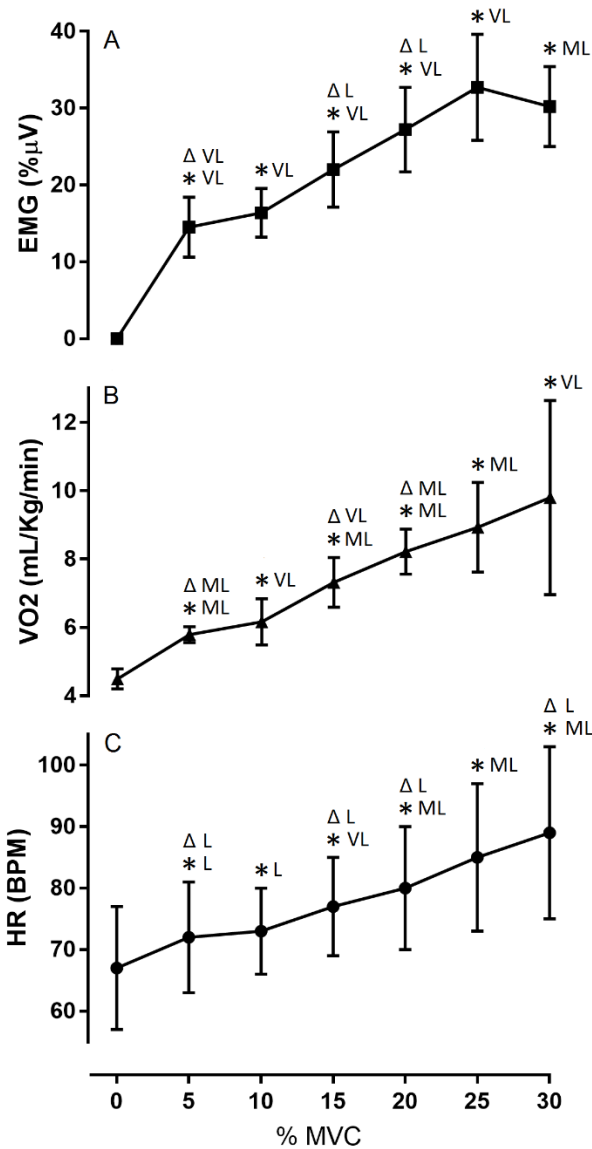 A
EMG (%μV)
40
30
20
10
0
Δ VL
* VL
* VL
Δ L
* VL
Δ L
* VL
* VL
* ML
B
VO2 (mL/Kg/min)
12
10
8
6
4
Δ ML
* ML
* VL
Δ VL
* ML
Δ ML
* ML
* ML
* VL
C
HR (BPM)
100
90
80
70
60
Δ L
* L
* L
Δ L
* VL
Δ L
* ML
* ML
Δ L
* ML
0 5 10 15 20 25 30
% MVC